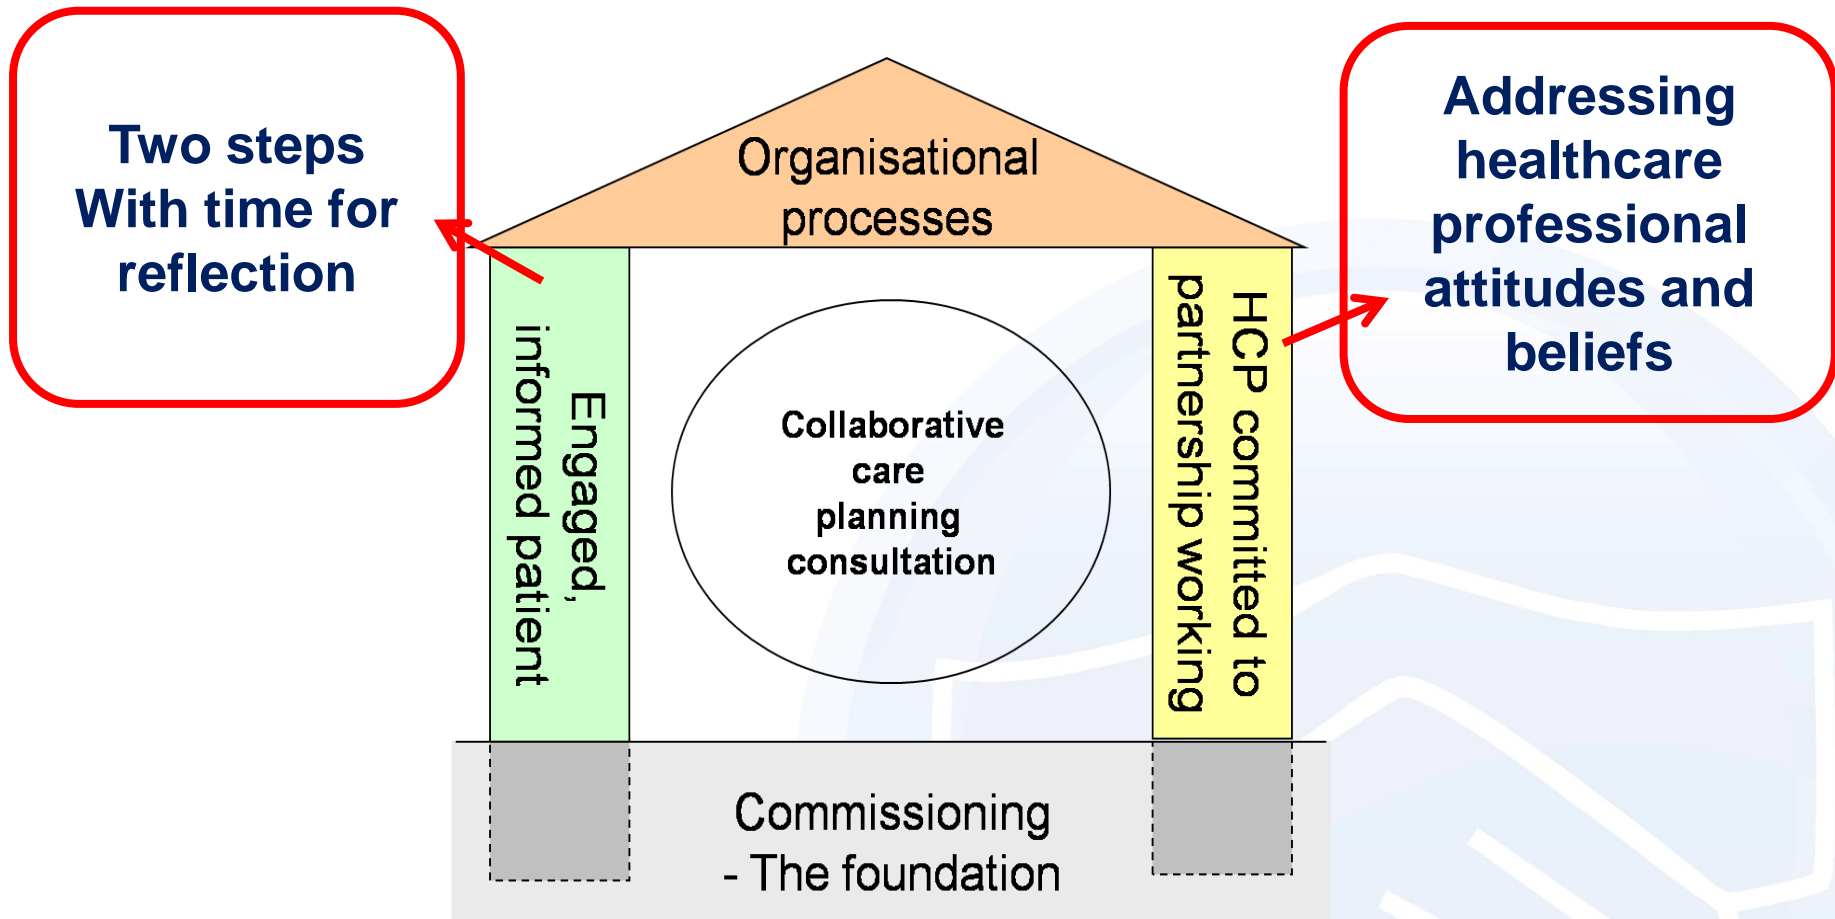 Two steps
With time for
reflection
Organisational
processes
Addressing
healthcare
professional
attitudes and
beliefs
Engaged,
informed patient
Collaborative
care
planning
consultation
HCP committed to
partnership working
Commissioning
- The foundation